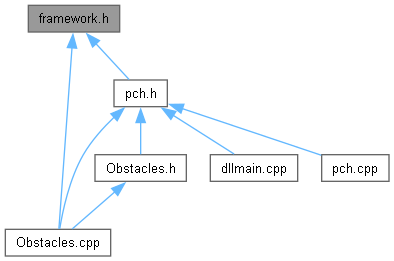 framework.h
pch.h
Obstacles.h
dllmain.cpp
pch.cpp
Obstacles.cpp